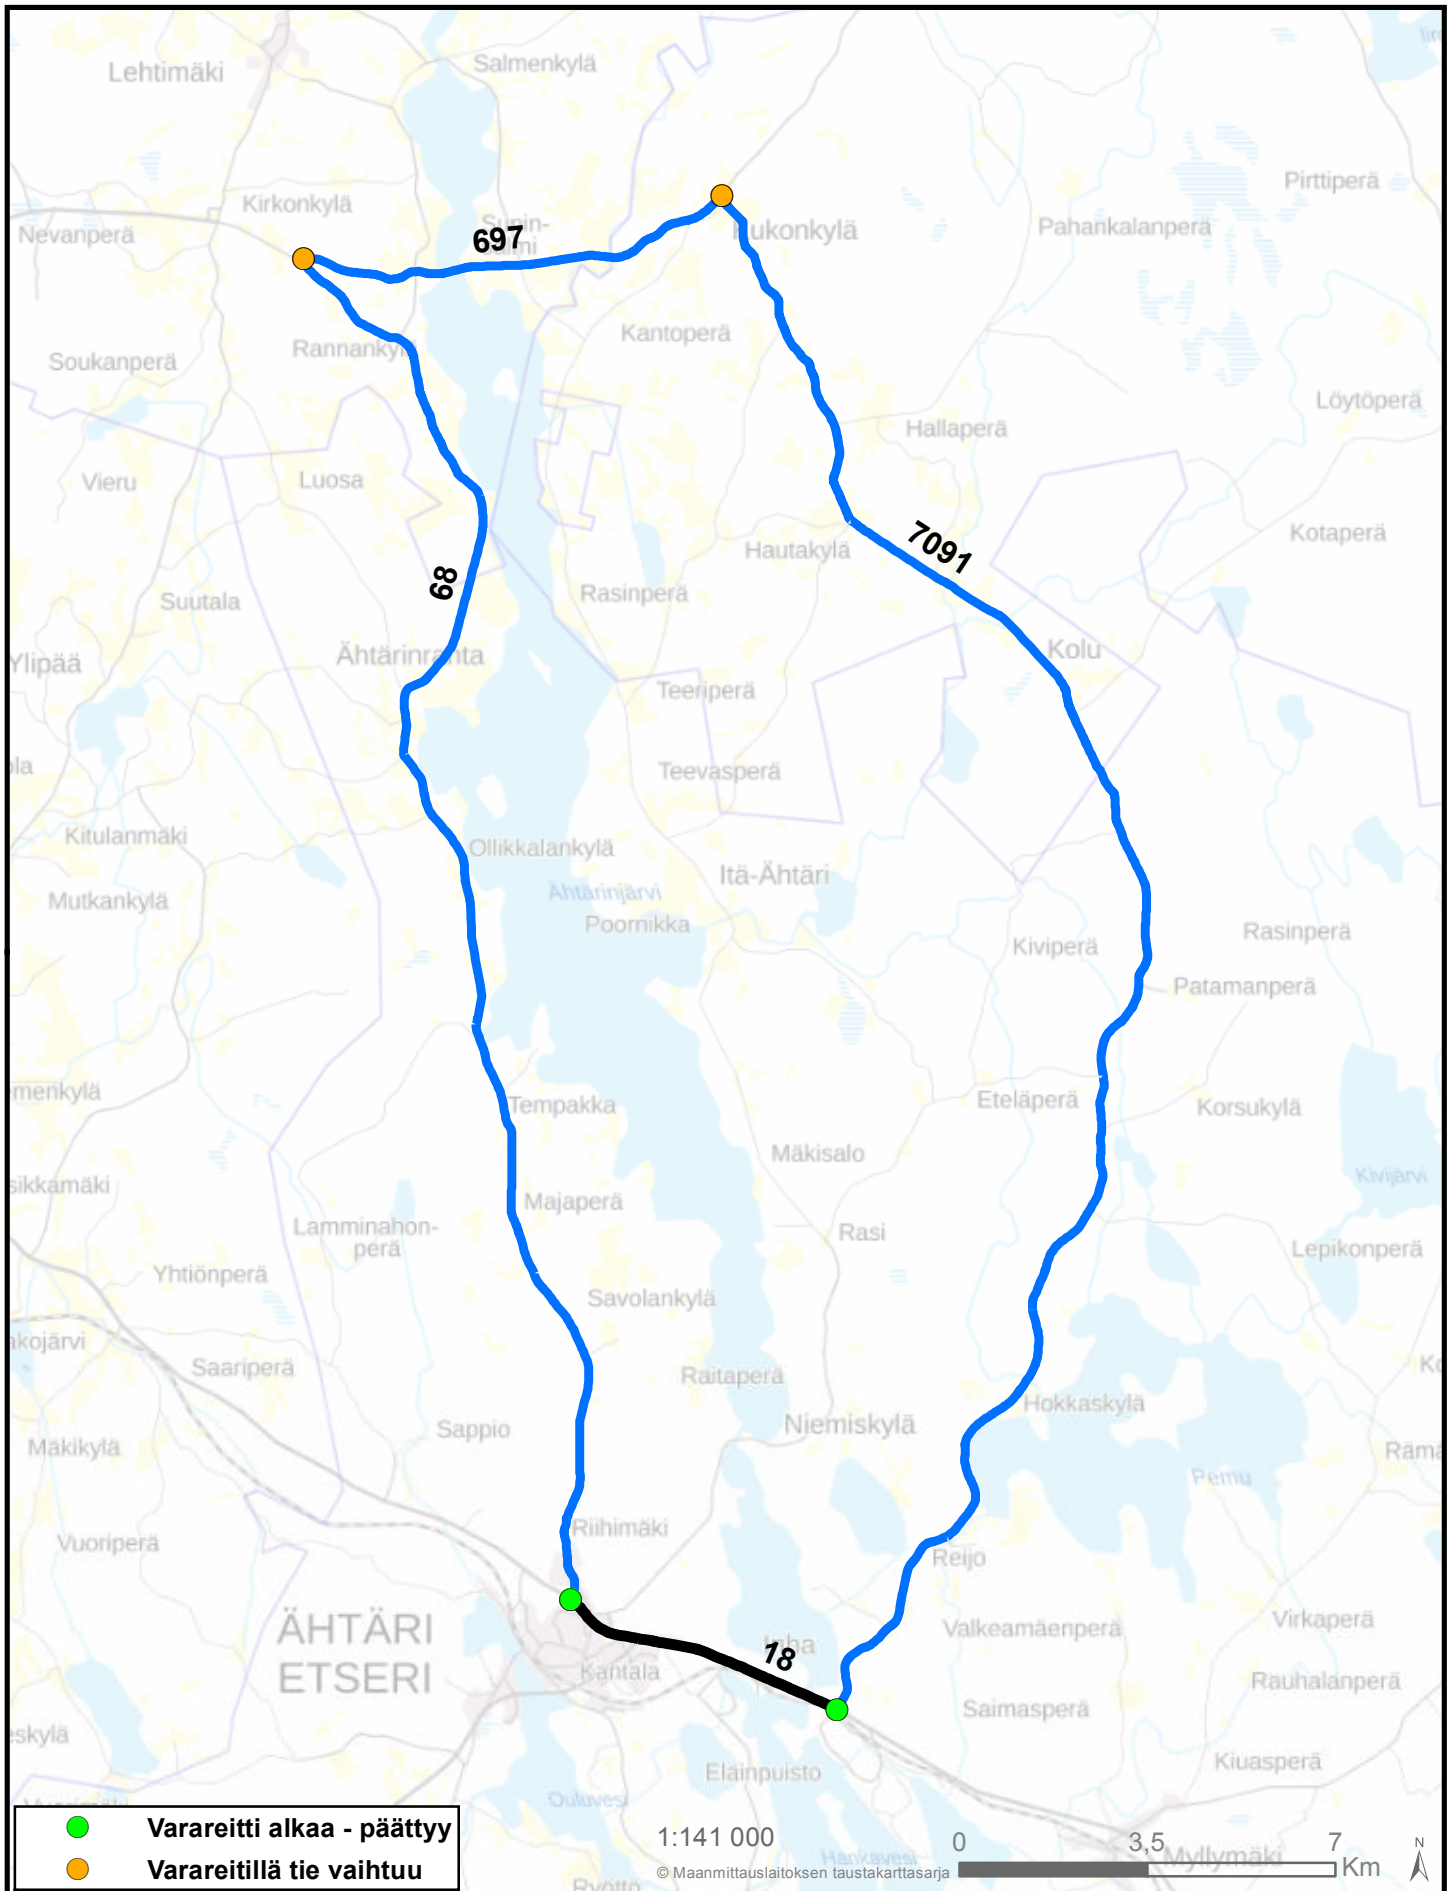 Lehtimäki
Salmenkylä
Kirkonkylä
Nevanperä
Pirttiperä
Pahankalanperä
697
Kantoperä
Soukanperä
Löytöperä
Hallaperä
Vieru
Luosa
7091
Kotaperä
Hautakylä
68
Rasinperä
Suutala
Ähtärinranta
Kolu
Ylipää
Teeriperä
Teevasperä
Kitulanmäki
Ollikkalankylä
Itä-Ähtäri
Ähtärinjärvi
Mutkankylä
Poornikka
Rasinperä
Kiviperä
Patamanperä
Eteläperä
Tempakka
Korsukylä
Mäkisalo
Kivijärvi
Majaperä
Lamminahon-
perä
Rasi
Lepikonperä
Yhtiönperä
Savolankylä
Saariperä
Raitaperä
Hokkaskylä
Niemiskylä
Sappio
Makikylä
Pemu
Riihimäki
Vuoriperä
Reijo
ÄHTÄRI
ETSERI
Virkaperä
Valkeamäenperä
18
Kantala
Rauhalanperä
Saimasperä
Kiuasperä
Eläinpuisto
Ouluvesi
Hankavesi
Myllymäki
Varareitti alkaa - päättyy
Varareitillä tie vaihtuu
1:141 000
© Maanmittauslaitoksen taustakarttasarja
0 3,5 7
Km
N